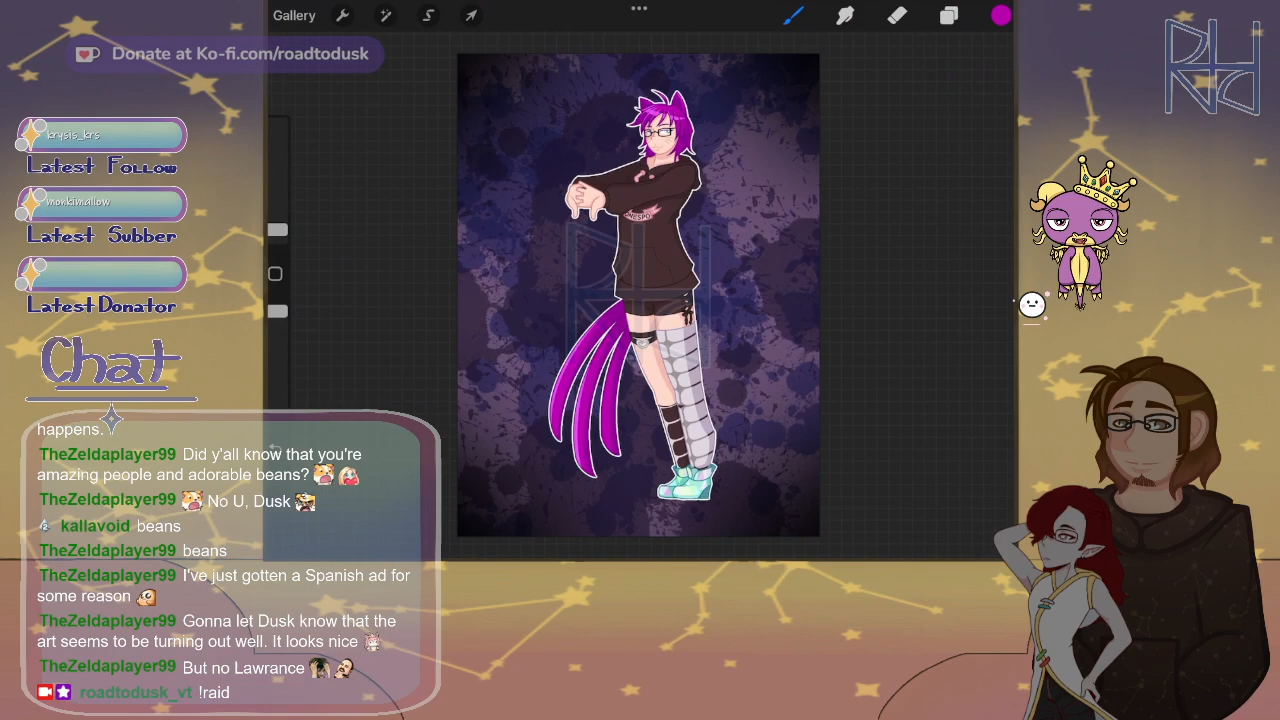 Gallery
Donate at Ko-fi.com/roadtodusk
krysis_krs
Latest Follow
monkimallow
Latest Subber
Latest Donator
Chat
happens.
TheZeldaplayer99 Did y'all know that you're
amazing people and adorable beans?
TheZeldaplayer99 No U, Dusk
kallavoid beans
TheZeldaplayer99 beans
TheZeldaplayer99 I've just gotten a Spanish ad for
some reason
TheZeldaplayer99 Gonna let Dusk know that the
art seems to be turning out well. It looks nice
TheZeldaplayer99 But no Lawrance
roadtodusk_vt !raid